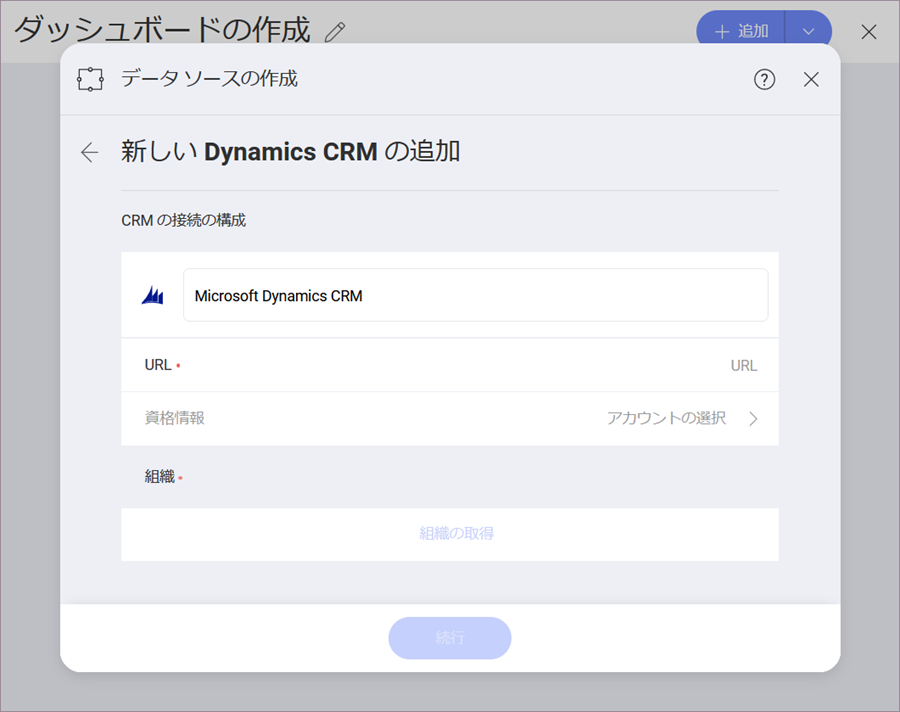 ダッシュボードの作成
追加
データ ソースの作成
新しい Dynamics CRM の追加
CRM の接続の構成
Microsoft Dynamics CRM
URL • URL
資格情報 アカウントの選択
組織 •
組織の取得
続行